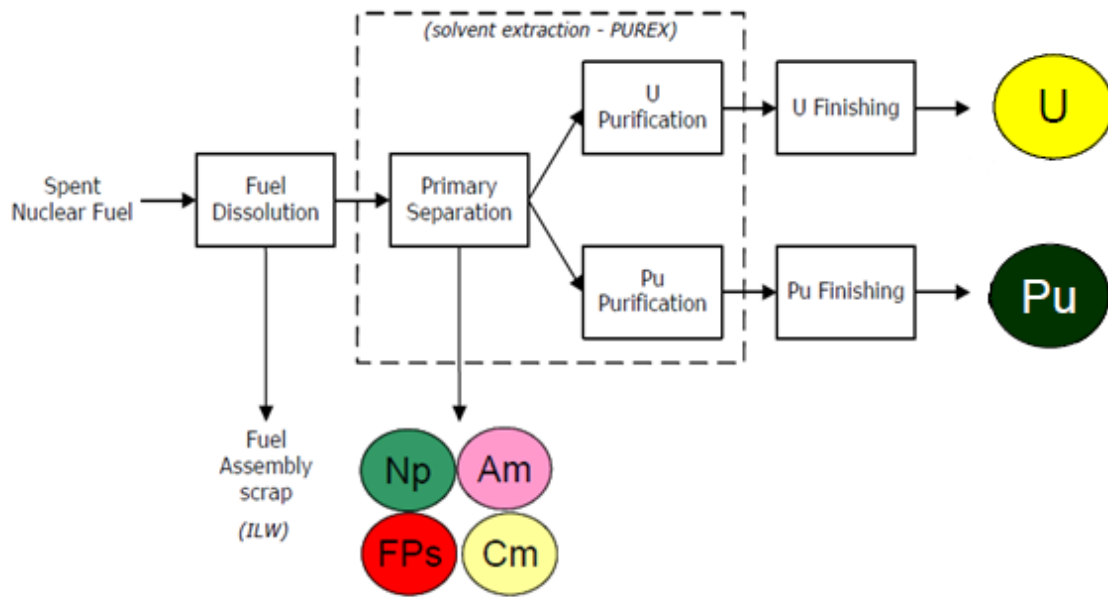 (solvent extraction - PUREX)
U
Purification
U Finishing
U
Spent
Nuclear Fuel
Fuel
Dissolution
Primary
Separation
Pu
Purification
Pu Finishing
Pu
Fuel
Assembly
scrap
(ILW)
Np
Am
FPs
Cm